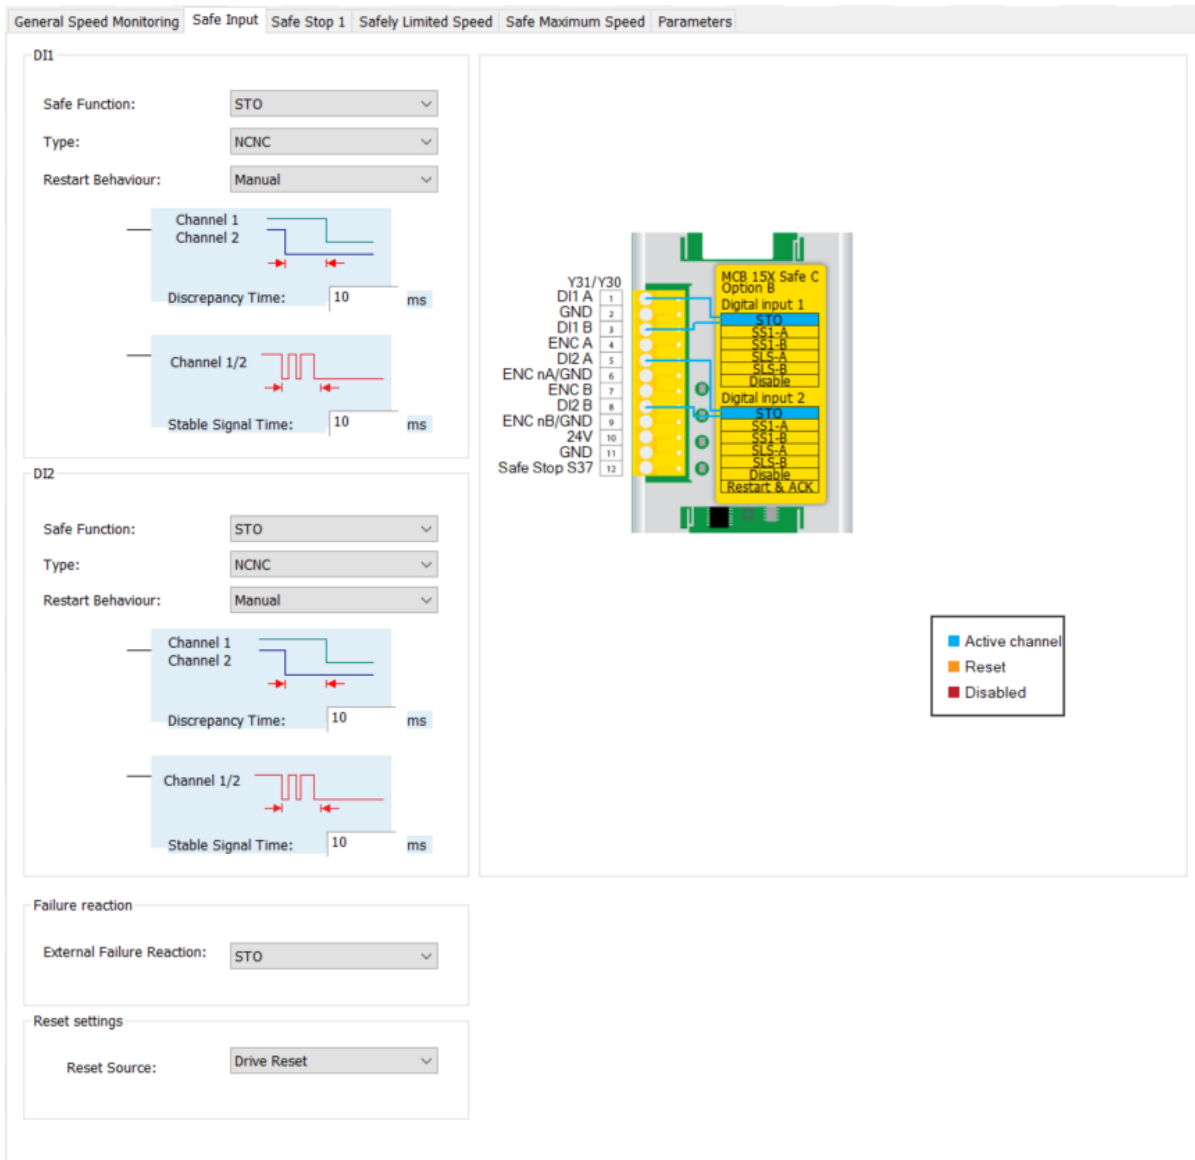 General Speed Monitoring Safe Input Safe Stop 1 Safely Limited Speed Safe Maximum Speed Parameters
DI1
Safe Function: STO
Type: NCNC
Restart Behaviour: Manual
Channel 1
Channel 2
Discrepancy Time: 10 ms
Channel 1/2
Stable Signal Time: 10 ms
DI2
Safe Function: STO
Type: NCNC
Restart Behaviour: Manual
Channel 1
Channel 2
Discrepancy Time: 10 ms
Channel 1/2
Stable Signal Time: 10 ms
Failure reaction
External Failure Reaction: STO
Reset settings
Reset Source: Drive Reset
Y31/Y30
DI1 A 1
GND 2
DI1 B 3
ENC A 4
DI2 A 5
ENC nA/GND 6
ENC B 7
DI2 B 8
ENC nB/GND 9
24V 10
GND 11
Safe Stop S37 12
MCB 15X Safe C
Option B
Digital input 1
STO
SS1-A
SS1-B
SLS-A
SLS-B
Disable
Digital input 2
STO
SS1-A
SS1-B
SLS-A
SLS-B
Disable
Restart & ACK
Active channel
Reset
Disabled